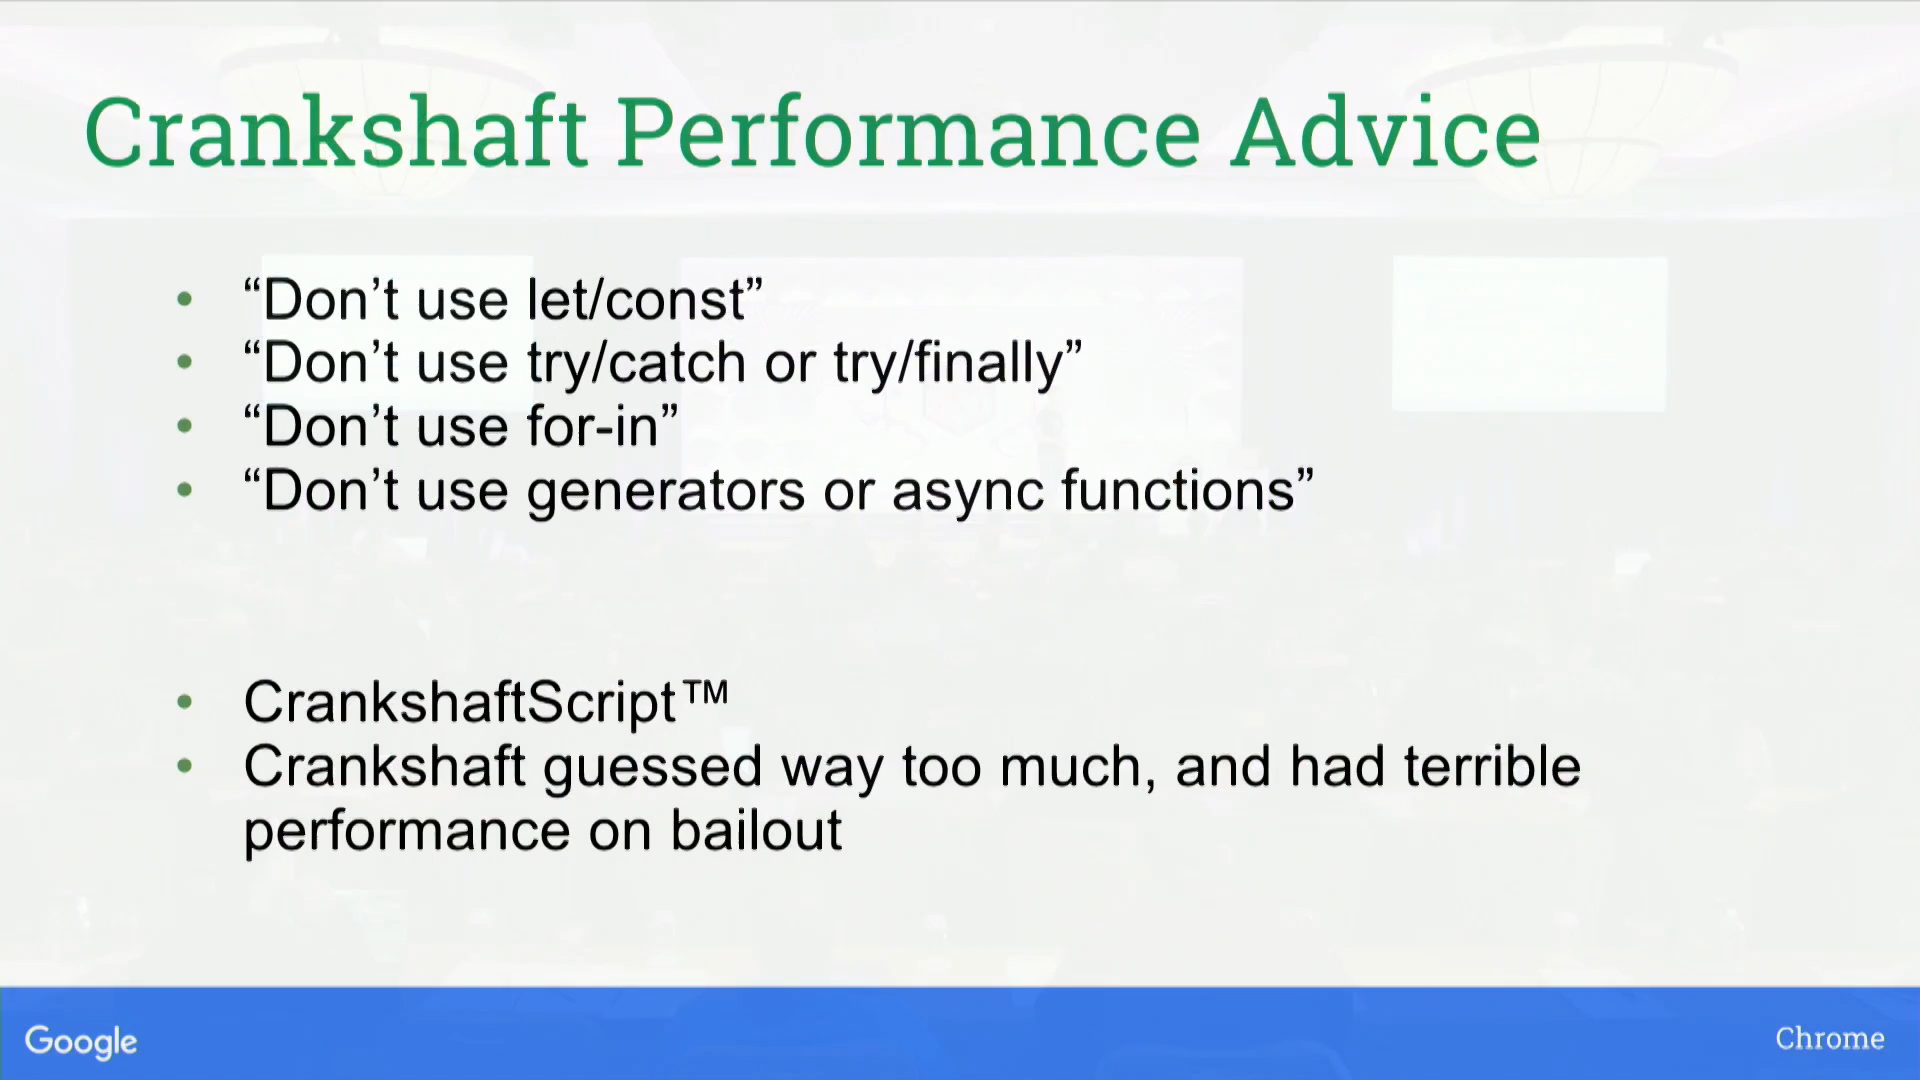 Crankshaft Performance Advice
• “Don’t use let/const”
• “Don’t use try/catch or try/finally”
• “Don’t use for-in”
• “Don’t use generators or async functions”
• CrankshaftScript™
• Crankshaft guessed way too much, and had terrible
performance on bailout
Google
Chrome